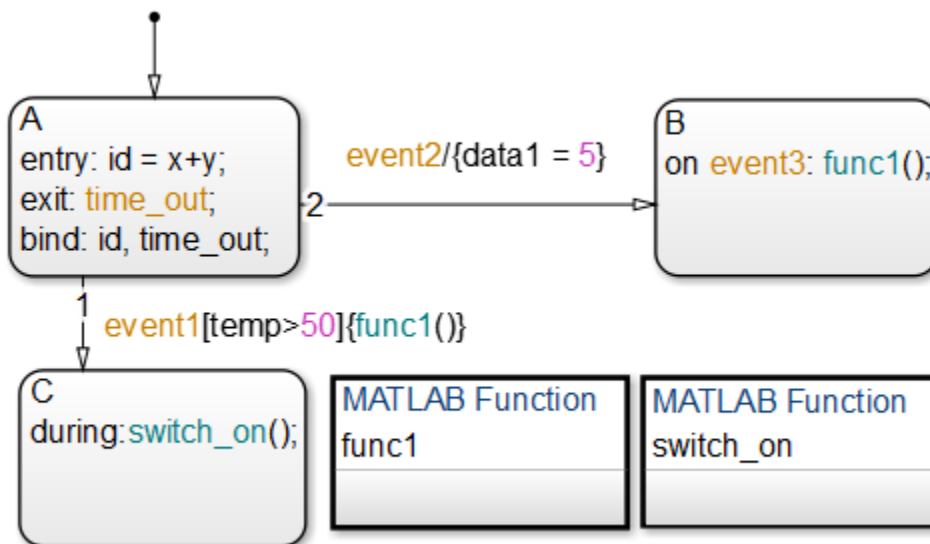 A
entry: id = x+y;
exit: time_out;
bind: id, time_out;
event2/{data1 = 5}
2
B
on event3: func1();
1
event1[temp>50]{func1()}
C
during:switch_on();
MATLAB Function
func1
MATLAB Function
switch_on